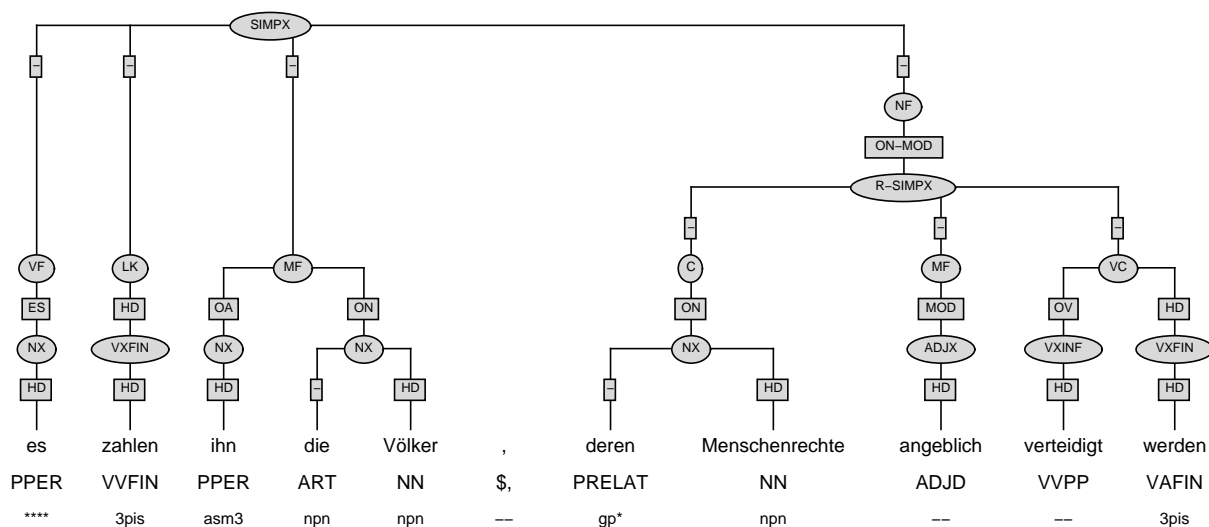 SIMPX
– – – –
NF
ON–MOD
R–SIMPX
– – –
VF LK MF C MF VC
ES HD OA ON ON MOD OV HD
NX VXFIN NX NX NX ADJX VXINF VXFIN
HD HD HD – HD – HD HD HD HD
es zahlen ihn die Völker , deren Menschenrechte angeblich verteidigt werden
PPER VVFIN PPER ART NN $, PRELAT NN ADJD VVPP VAFIN
**** 3pis asm3 npn npn –– gp* npn –– –– 3pis